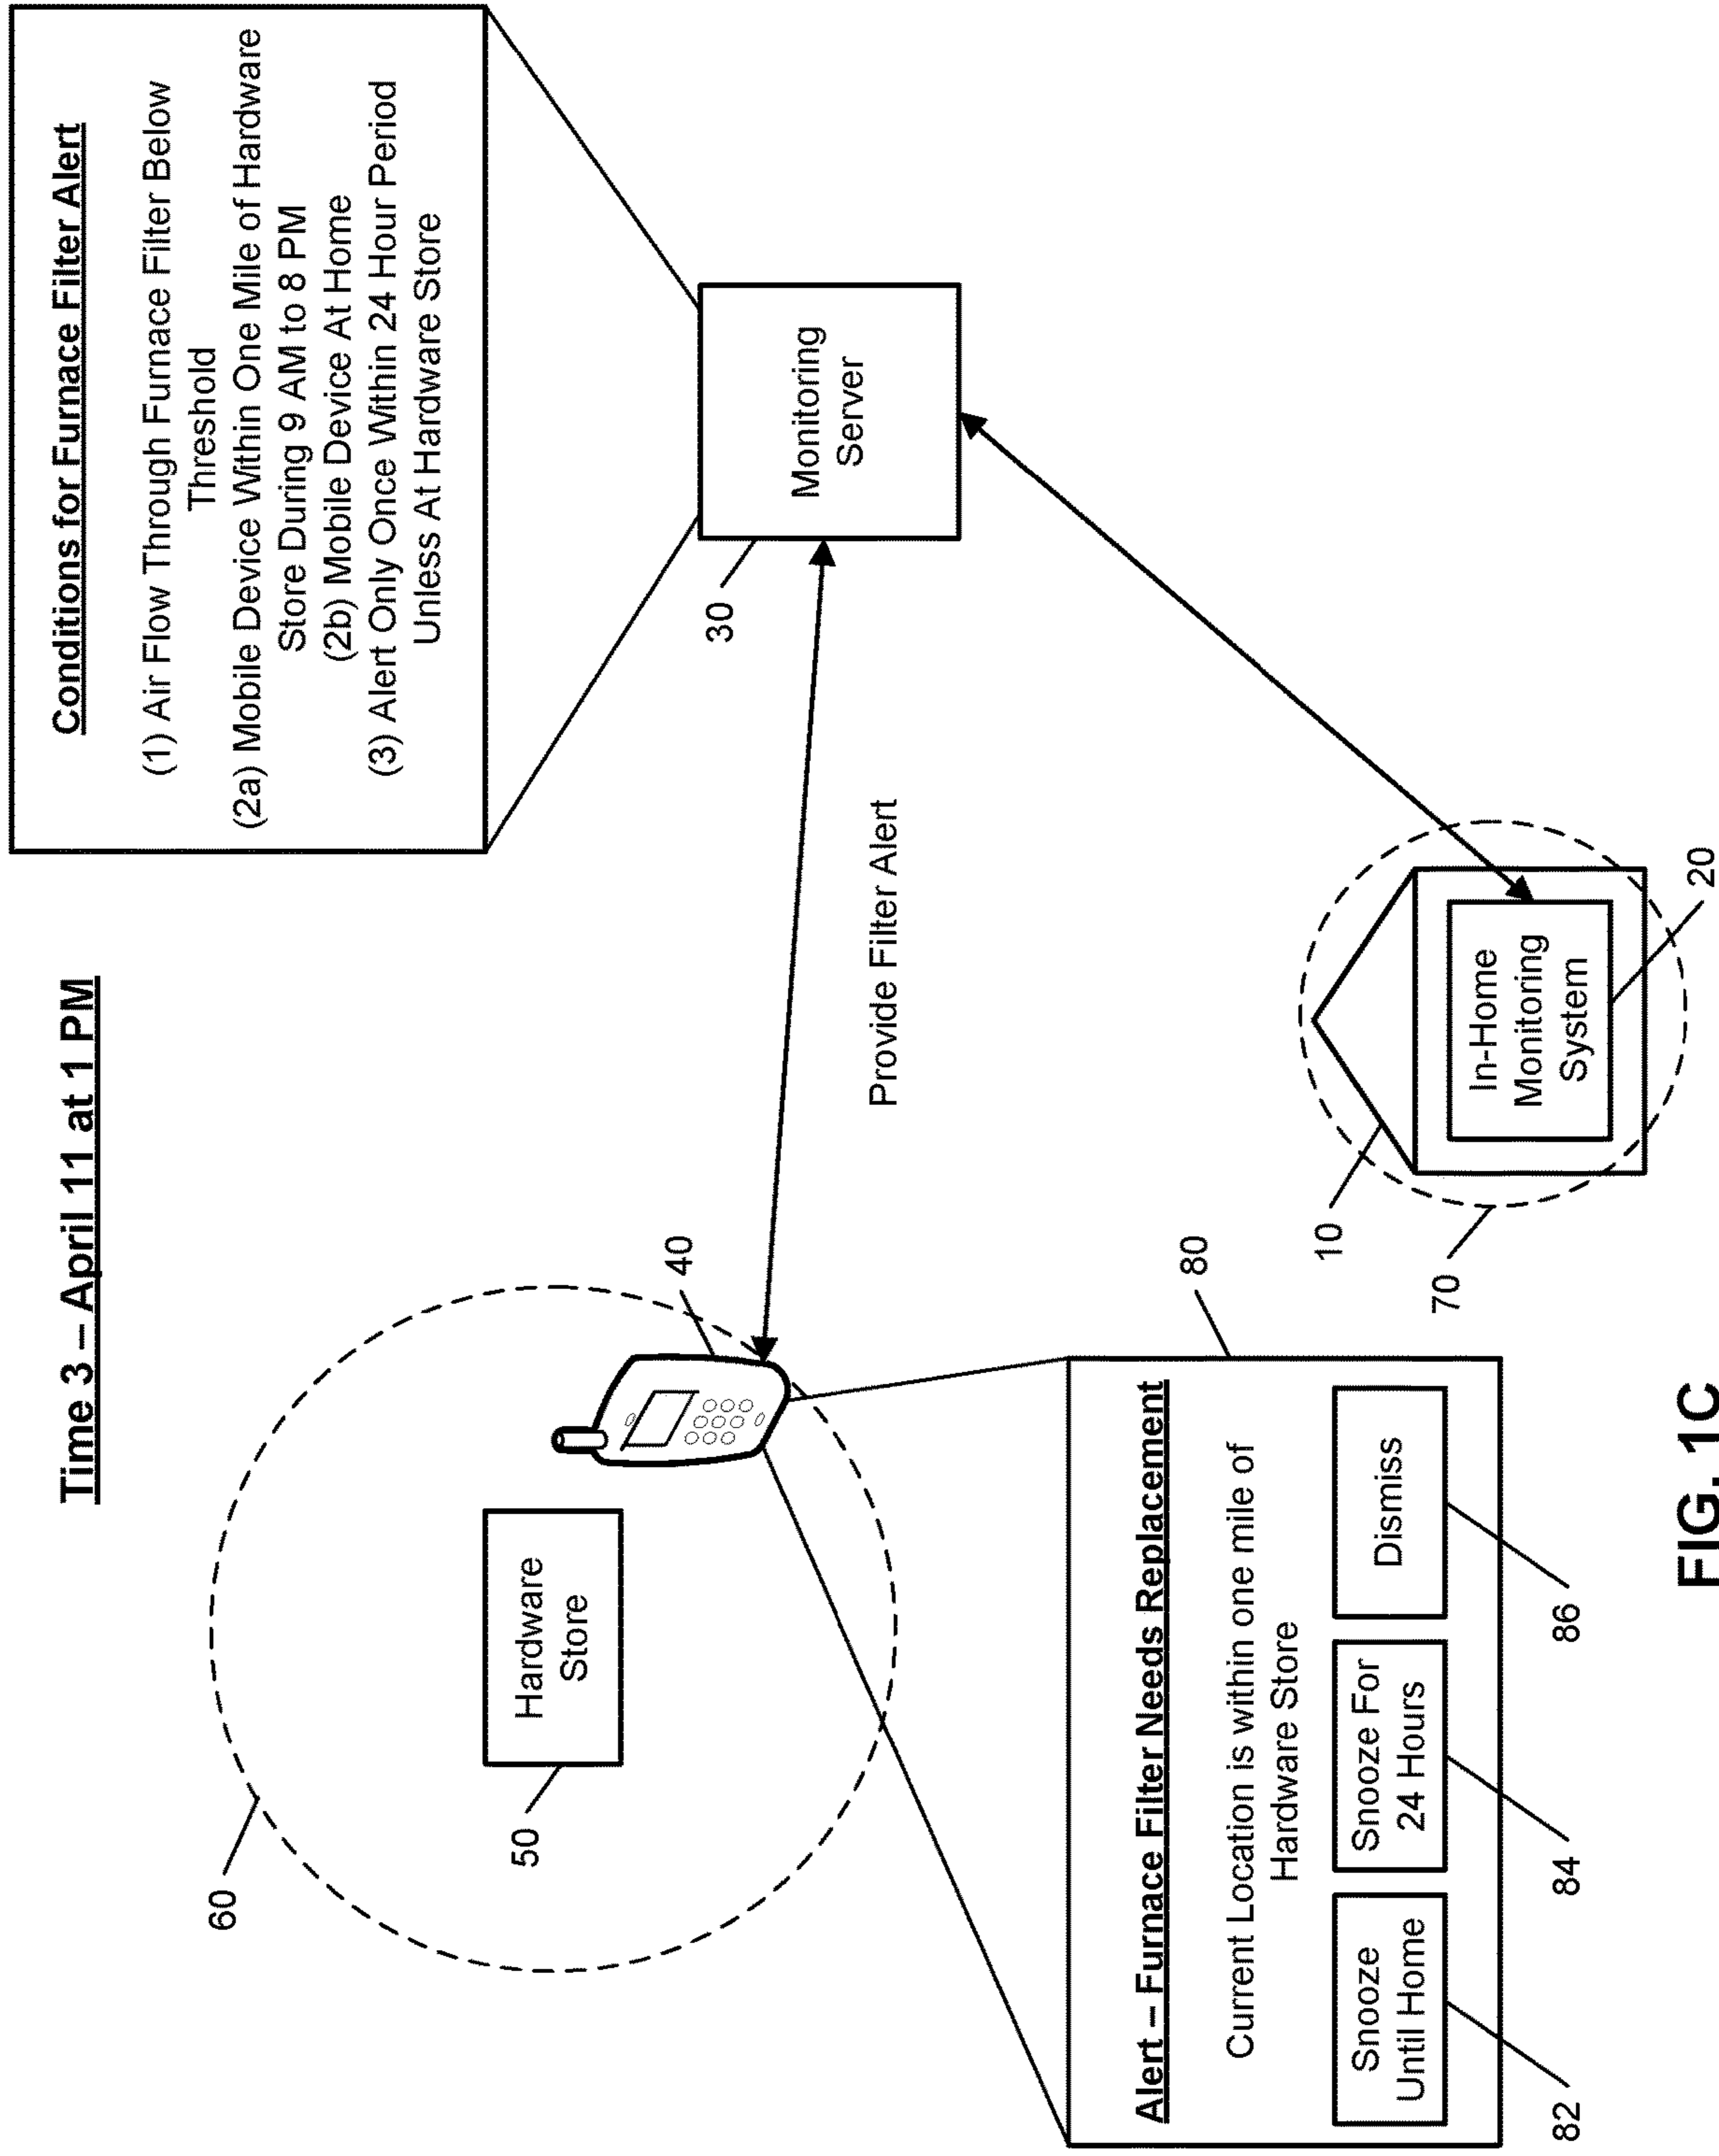 Time 3 – April 11 at 1 PM
Conditions for Furnace Filter Alert
(1) Air Flow Through Furnace Filter Below
Threshold
(2a) Mobile Device Within One Mile of Hardware
Store During 9 AM to 8 PM
(2b) Mobile Device At Home
(3) Alert Only Once Within 24 Hour Period
Unless At Hardware Store
60
50
Hardware
Store
40
30
Monitoring
Server
Provide Filter Alert
80
Alert – Furnace Filter Needs Replacement
Current Location is within one mile of
Hardware Store
Snooze
Until Home
Snooze For
24 Hours
Dismiss
82
84
86
10
70
In-Home
Monitoring
System
20
FIG. 1C